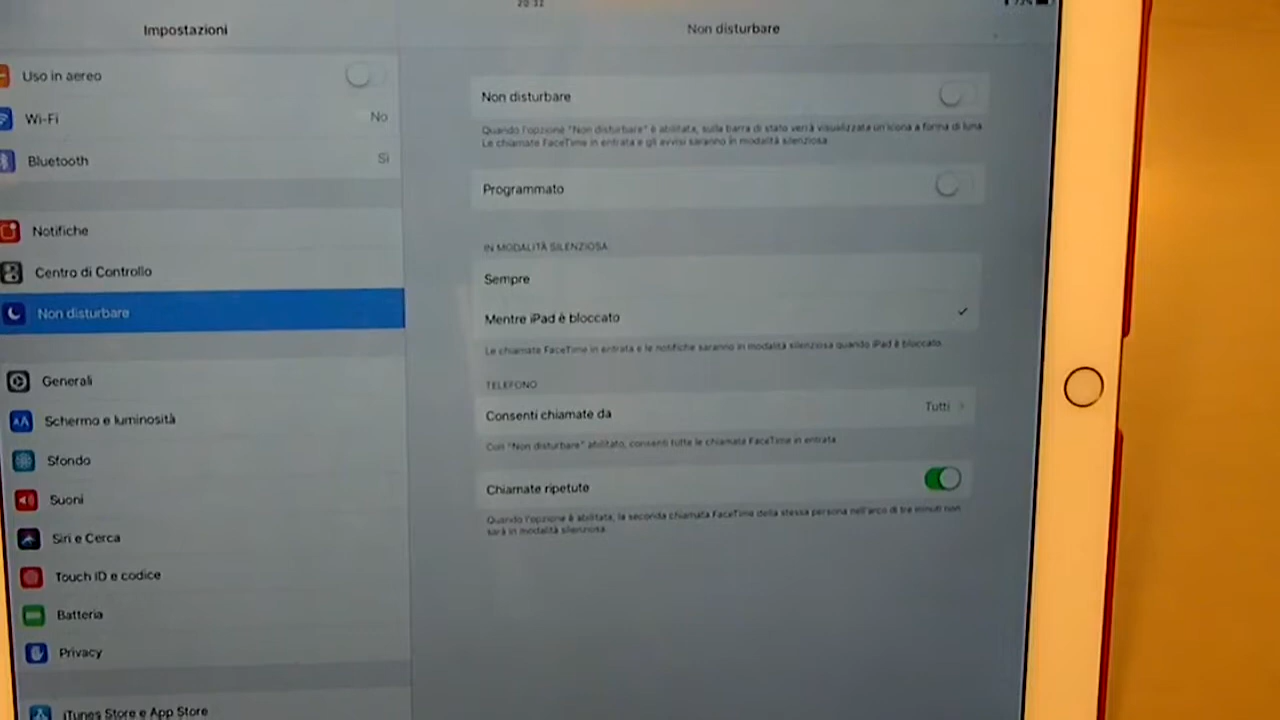 20:32
73%
Impostazioni
Uso in aereo
Wi-Fi
No
Bluetooth
Sì
Notifiche
Centro di Controllo
Non disturbare
Generali
Schermo e luminosità
Sfondo
Suoni
Siri e Cerca
Touch ID e codice
Batteria
Privacy
iTunes Store e App Store
Non disturbare
Non disturbare
Quando l'opzione "Non disturbare" è abilitata, sulla barra di stato verrà visualizzata un'icona a forma di luna.
Le chiamate FaceTime in entrata e gli avvisi saranno in modalità silenziosa.
Programmato
IN MODALITÀ SILENZIOSA:
Sempre
Mentre iPad è bloccato
Le chiamate FaceTime in entrata e le notifiche saranno in modalità silenziosa quando iPad è bloccato.
TELEFONO
Consenti chiamate da
Tutti
Con "Non disturbare" abilitato, consenti tutte le chiamata FaceTime in entrata.
Chiamate ripetute
Quando l'opzione è abilitata, la seconda chiamata FaceTime della stessa persona nell'arco di tre minuti non
sarà in modalità silenziosa.